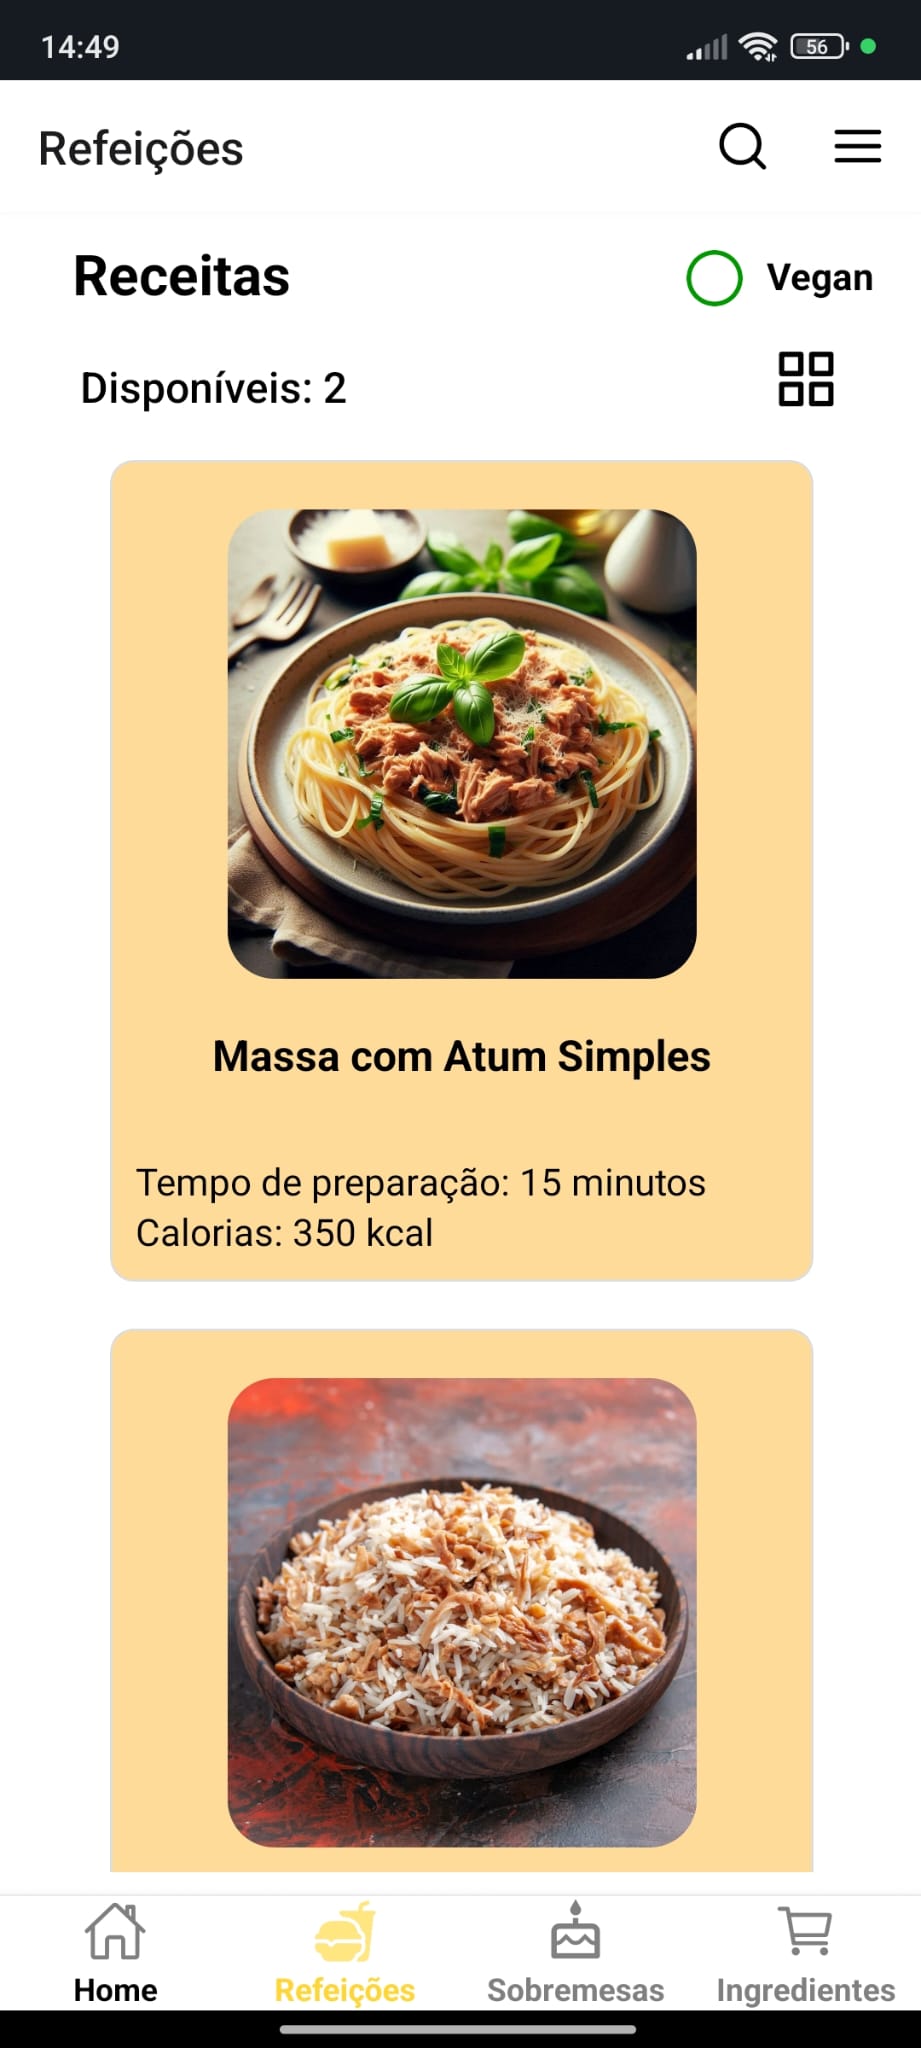 14:49
56
Refeições
Receitas
Vegan
Disponíveis: 2
Massa com Atum Simples
Tempo de preparação: 15 minutos
Calorias: 350 kcal
Home
Refeições
Sobremesas
Ingredientes